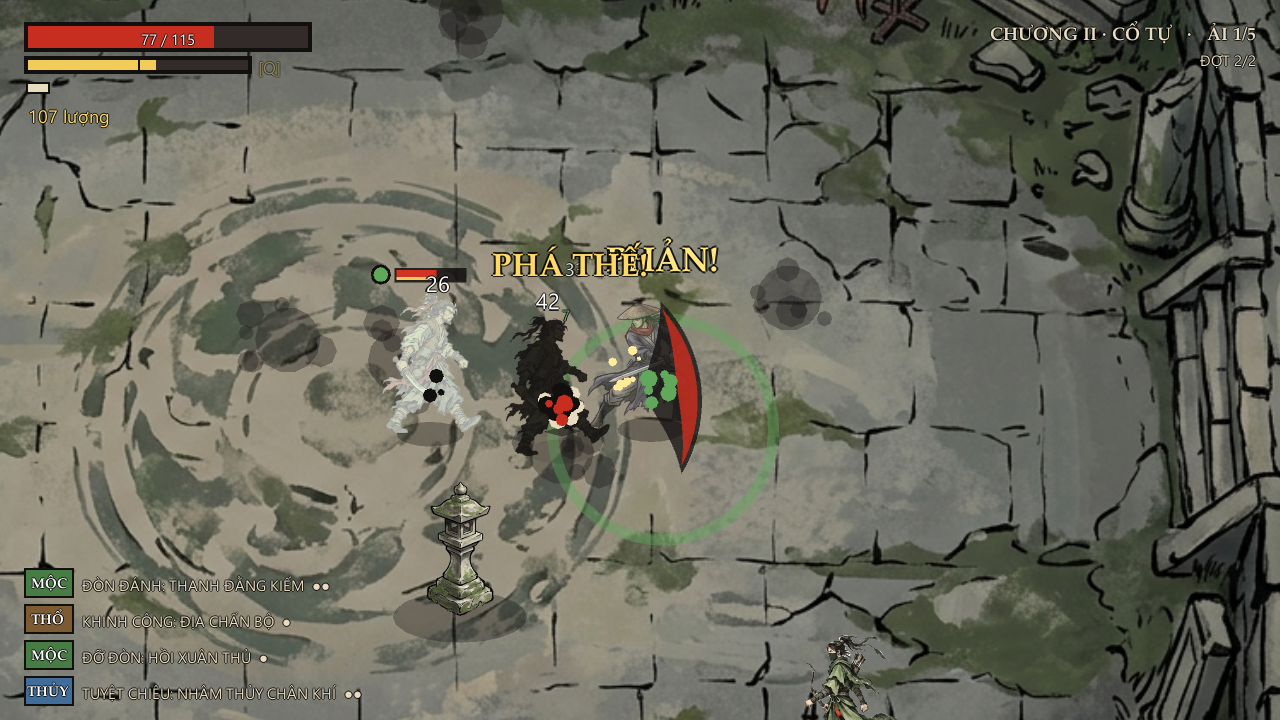 77 / 115
[Q]
107 lượng
CHƯƠNG II · CỔ TỰ · ẢI 1/5
ĐỢT 2/2
PHÁ THẾ!
26
42
MỘC ĐÒN ĐÁNH: THANH ĐẰNG KIẾM
THỔ KHINH CÔNG: ĐỊA CHẤN BỘ
MỘC ĐỠ ĐÒN: HỒI XUÂN THỦ
THỦY TUYỆT CHIÊU: NHÂM THỦY CHÂN KHÍ